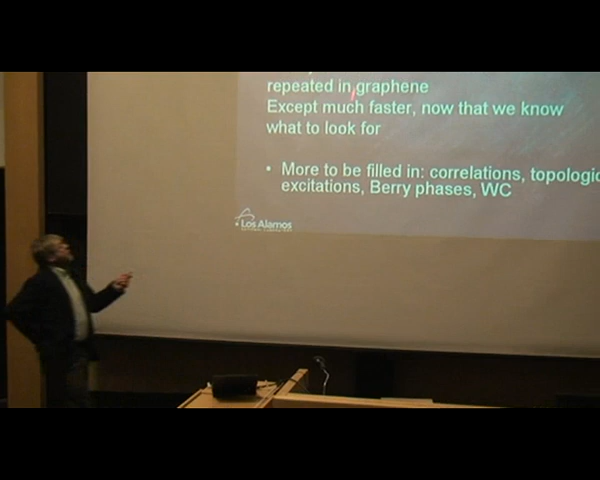 repeated in graphene
Except much faster, now that we know
what to look for
• More to be filled in: correlations, topologic
excitations, Berry phases, WC
Los Alamos